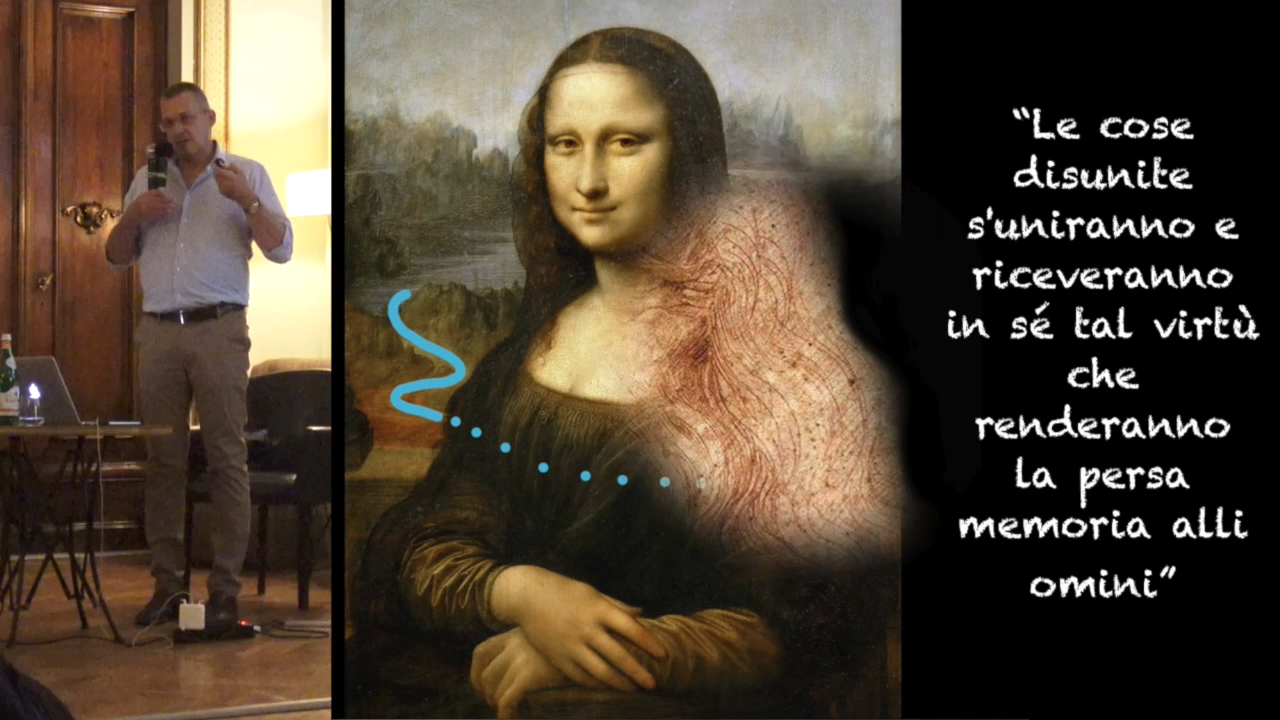 “Le cose
disunite
s'uniranno e
riceveranno
in sé tal virtù
che
renderanno
la persa
memoria alli
omini”